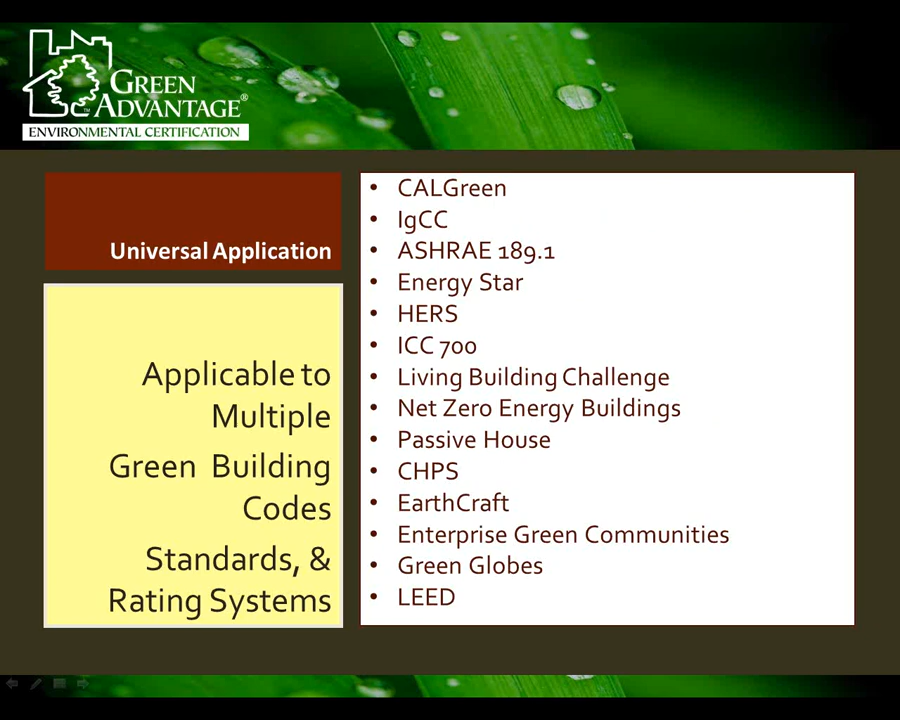 GREEN
ADVANTAGE®
ENVIRONMENTAL CERTIFICATION
Universal Application
Applicable to
Multiple
Green Building
Codes
Standards, &
Rating Systems
• CALGreen
• IgCC
• ASHRAE 189.1
• Energy Star
• HERS
• ICC 700
• Living Building Challenge
• Net Zero Energy Buildings
• Passive House
• CHPS
• EarthCraft
• Enterprise Green Communities
• Green Globes
• LEED